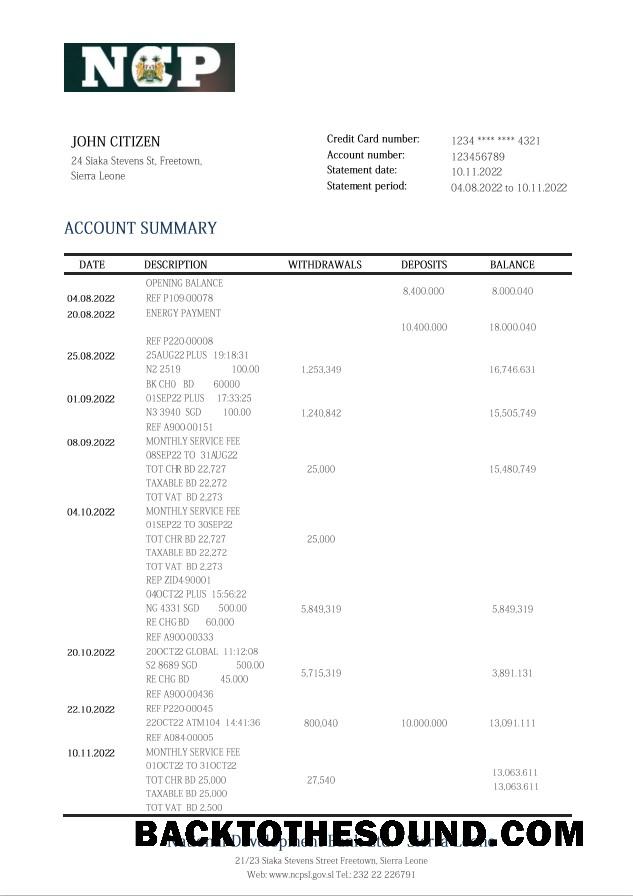 NCP
JOHN CITIZEN
24 Siaka Stevens St, Freetown,
Sierra Leone
Credit Card number: 1234 **** **** 4321
Account number: 123456789
Statement date: 10.11.2022
Statement period: 04.08.2022 to 10.11.2022
ACCOUNT SUMMARY
DATE DESCRIPTION WITHDRAWALS DEPOSITS BALANCE
OPENING BALANCE
8.400.000 8.000.040
04.08.2022 REF P109-00078
20.08.2022 ENERGY PAYMENT
10.400.000 18.000.040
REF P220-00008
25.08.2022 25AUG22 PLUS 19:18:31
N2 2519 100.00 1,253,349 16,746.631
BK CH0 BD 60000
01.09.2022 01SEP22 PLUS 17:33:25
N3 3940 SGD 100.00 1,240,842 15,505,749
REF A900-00151
08.09.2022 MONTHLY SERVICE FEE
08SEP22 TO 31AUG22
TOT CHR BD 22,727 25,000 15,480,749
TAXABLE BD 22,272
TOT VAT BD 2,273
04.10.2022 MONTHLY SERVICE FEE
01SEP22 TO 30SEP22
TOT CHR BD 22,727 25,000
TAXABLE BD 22,272
TOT VAT BD 2,273
REP ZID4-90001
04OCT22 PLUS 15:56:22
NG 4331 SGD 500.00 5,849,319 5,849,319
RE CHG BD 60.000
REF A900-00333
20.10.2022 20OCT22 GLOBAL 11:12:08
S2 8689 SGD 500.00
5,715,319 3,891.131
RE CHG BD 45.000
REF A900-00436
22.10.2022 REF P220-00045
22OCT22 ATM104 14:41:36 800,040 10.000.000 13,091.111
REF A084-00005
10.11.2022 MONTHLY SERVICE FEE
01OCT22 TO 31OCT22
13,063.611
TOT CHR BD 25,000 27,540
13,063.611
TAXABLE BD 25,000
TOT VAT BD 2,500
BACKTOTHESOUND.COM
National Development Bank Ltd - Sierra Leone
21/23 Siaka Stevens Street Freetown, Sierra Leone
Web: www.ncpsl.gov.sl Tel.: 232 22 226791